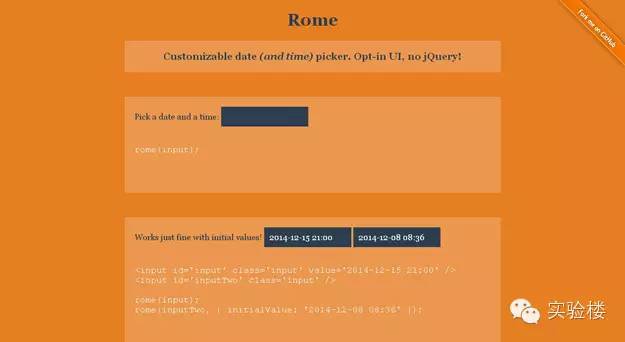 Rome
Fork me on GitHub
Customizable date (and time) picker. Opt-in UI, no jQuery!
Pick a date and a time:
rome(input);
Works just fine with initial values! 2014-12-15 21:00 2014-12-08 08:36
<input id='input' class='input' value='2014-12-15 21:00' />
<input id='inputTwo' class='input' />
rome(input);
rome(inputTwo, { initialValue: '2014-12-08 08:36' });
实验楼